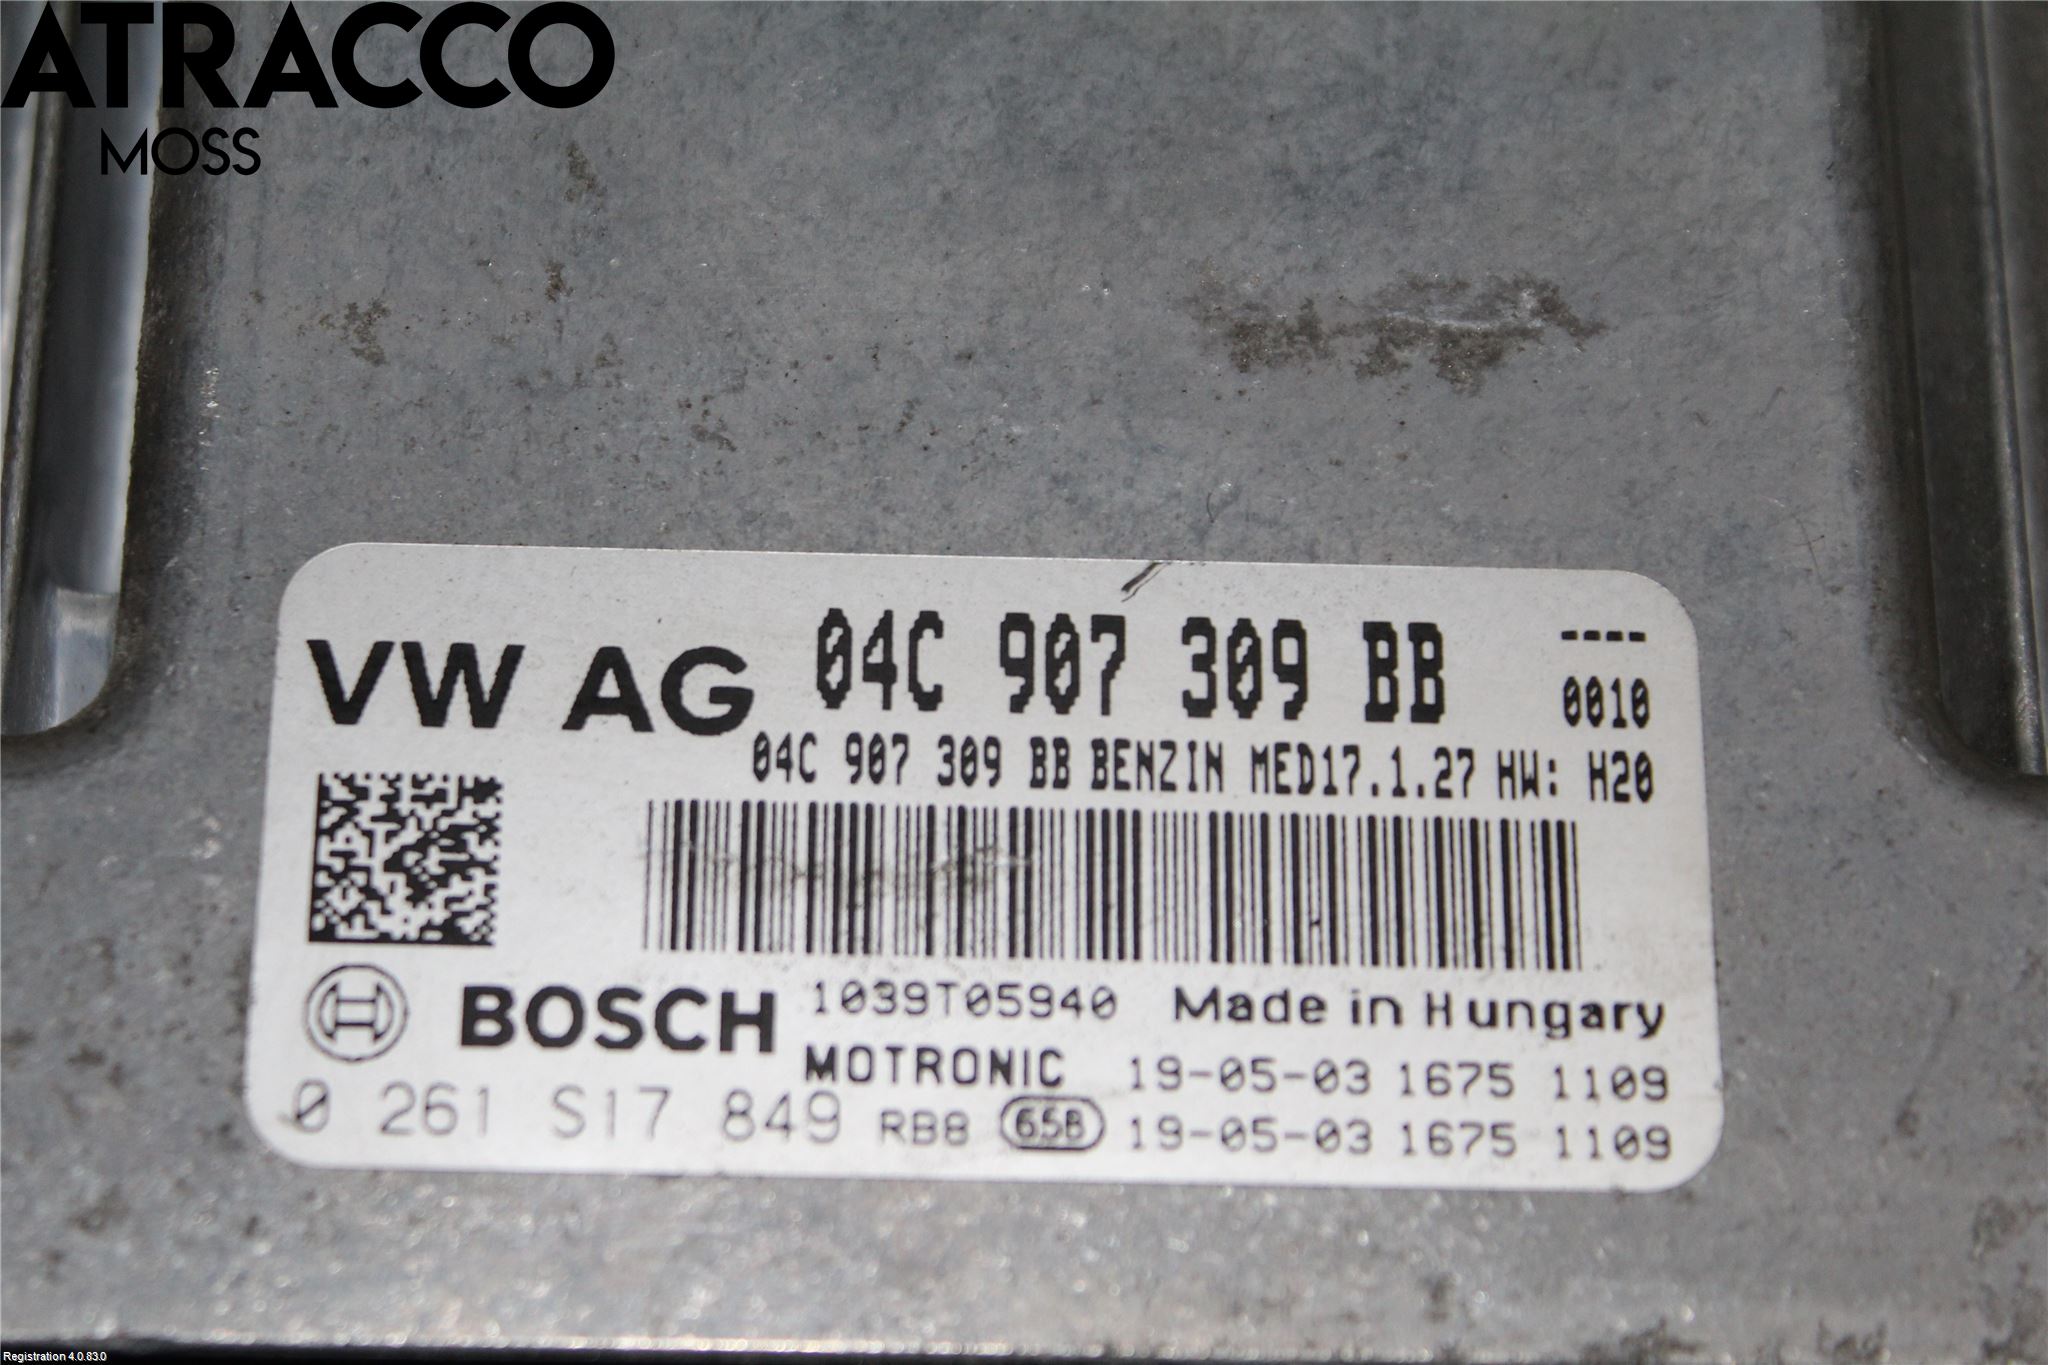 ATRACCO
MOSS
VW AG 04C 907 309 BB ----
0010
04C 907 309 BB BENZIN MED17.1.27 HW: H20
BOSCH 1039T05940 Made in Hungary
MOTRONIC 19-05-03 1675 1109
0 261 S17 849 RB8 65B 19-05-03 1675 1109
Registration 4.0.83.0